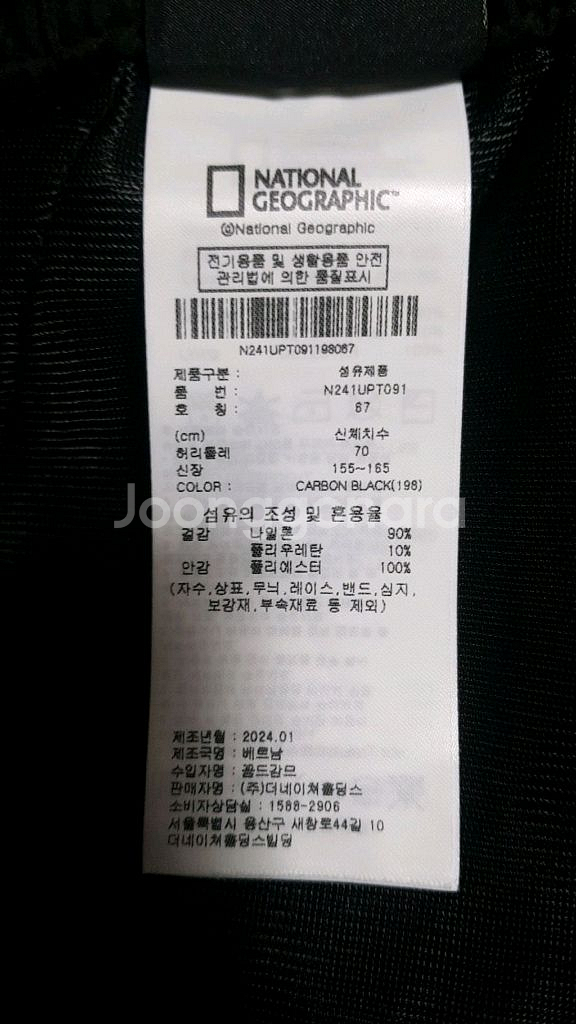 NATIONAL
GEOGRAPHIC™
©National Geographic
전기용품 및 생활용품 안전
관리법에 의한 품질표시
N241UPT091198067
제품구분 : 섬유제품
품 번 : N241UPT091
호 칭 : 67
(cm) 신체치수
허리둘레 70
신장 155~165
COLOR : CARBON BLACK(198)
Joonggonara
섬유의 조성 및 혼용율
겉감 나일론 90%
폴리우레탄 10%
안감 폴리에스터 100%
(자수,상표,무늬,레이스,밴드,심지,
보강재,부속재료 등 제외)
제조년월 : 2024.01
제조국명 : 베트남
수입자명 : 꼴드감므
판매자명 : (주)더네이쳐홀딩스
소비자상담실 : 1588-2906
서울특별시 용산구 새창로44길 10
더네이쳐홀딩스빌딩